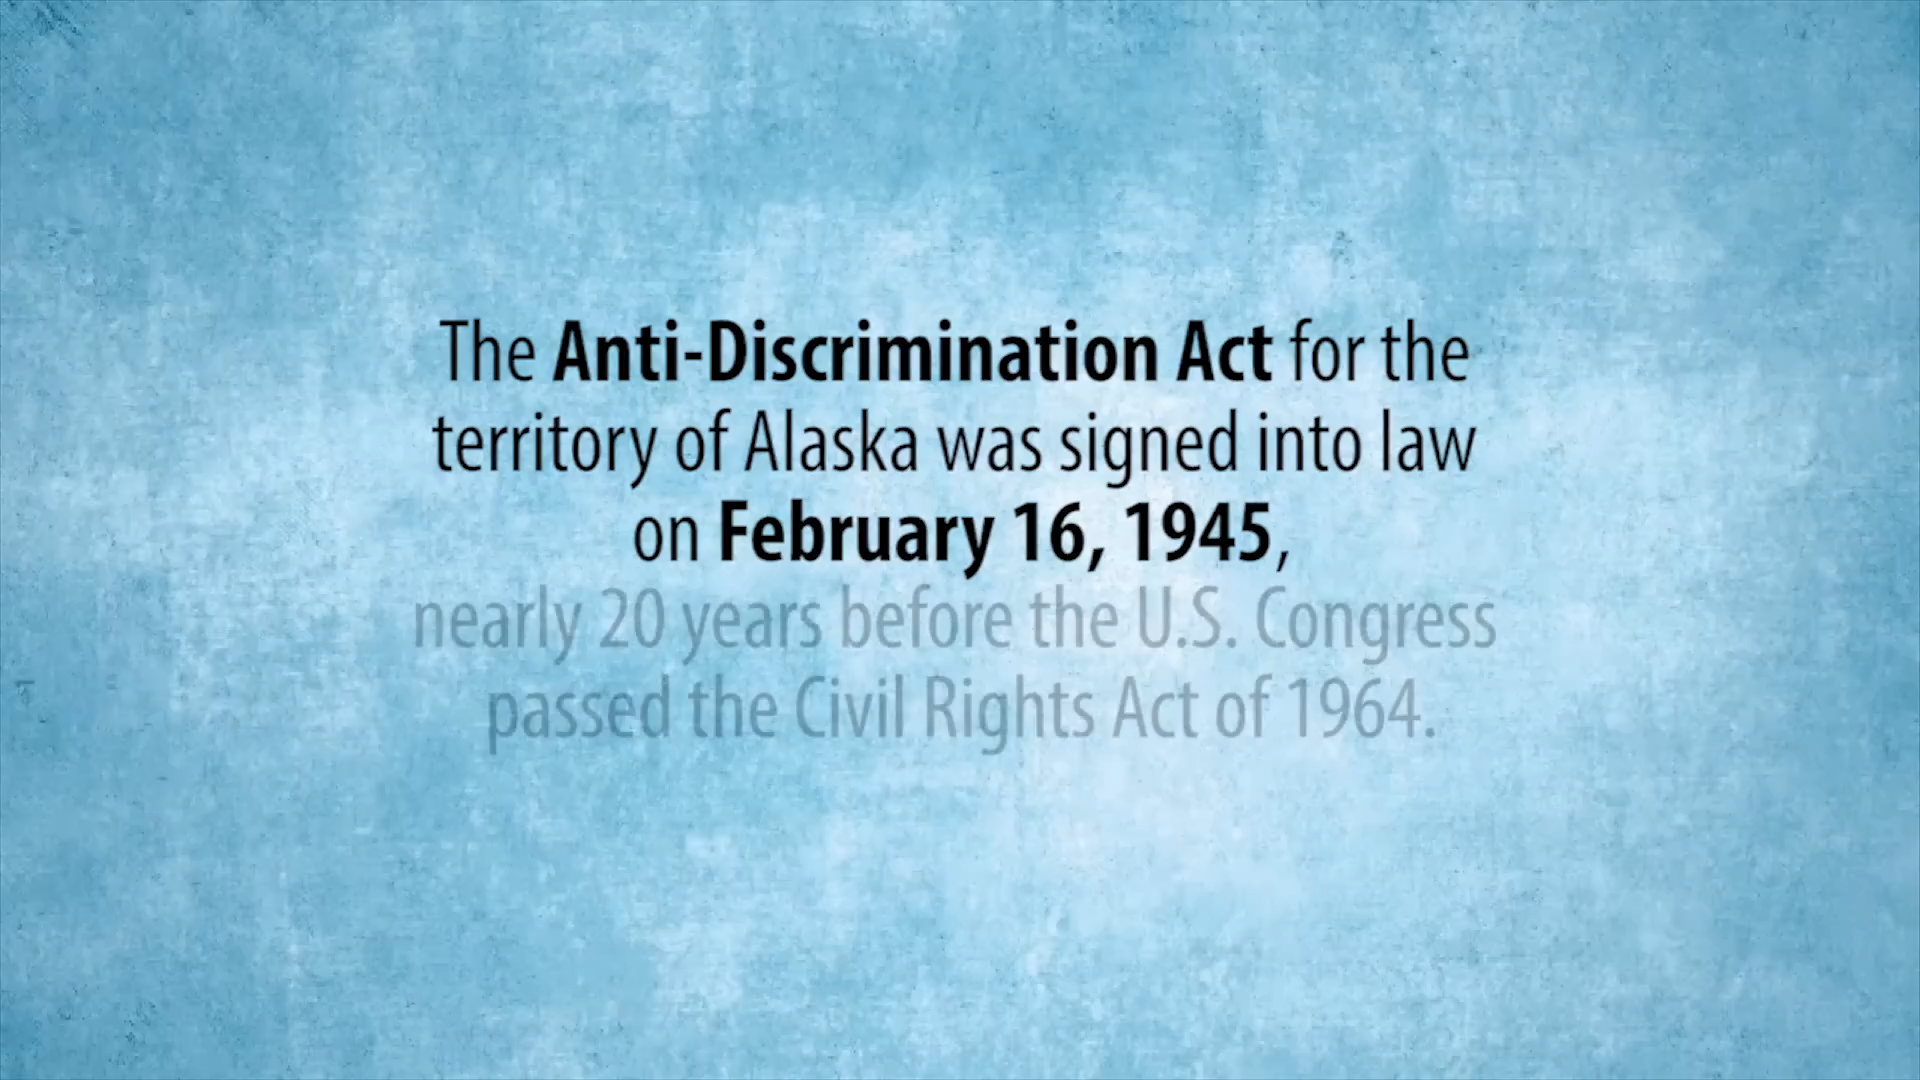 The Anti-Discrimination Act for the
territory of Alaska was signed into law
on February 16, 1945,
nearly 20 years before the U.S. Congress
passed the Civil Rights Act of 1964.